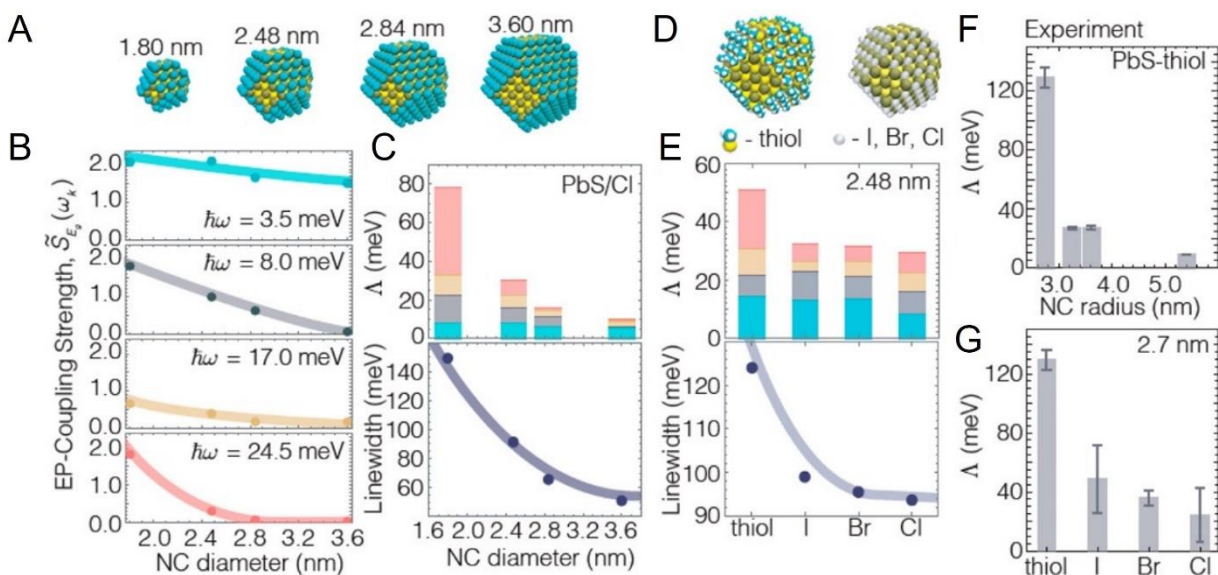 A
1.80 nm
2.48 nm
2.84 nm
3.60 nm
B
EP-Coupling Strength, S̃_Eg(ω_k)
2.0
1.0
0.0
ħω = 3.5 meV
2.0
1.0
0.0
ħω = 8.0 meV
2.0
1.0
0.0
ħω = 17.0 meV
2.0
1.0
0.0
ħω = 24.5 meV
2.0 2.4 2.8 3.2 3.6
NC diameter (nm)
C
PbS/Cl
Λ (meV)
80
60
40
20
0
Linewidth (meV)
140
120
100
80
60
1.6 2.0 2.4 2.8 3.2 3.6
NC diameter (nm)
D
- thiol
- I, Br, Cl
E
2.48 nm
Λ (meV)
60
40
20
0
Linewidth (meV)
120
110
100
90
thiol I Br Cl
F
Experiment
PbS-thiol
Λ (meV)
120
80
40
0
3.0 4.0 5.0
NC radius (nm)
G
2.7 nm
Λ (meV)
120
80
40
0
thiol I Br Cl